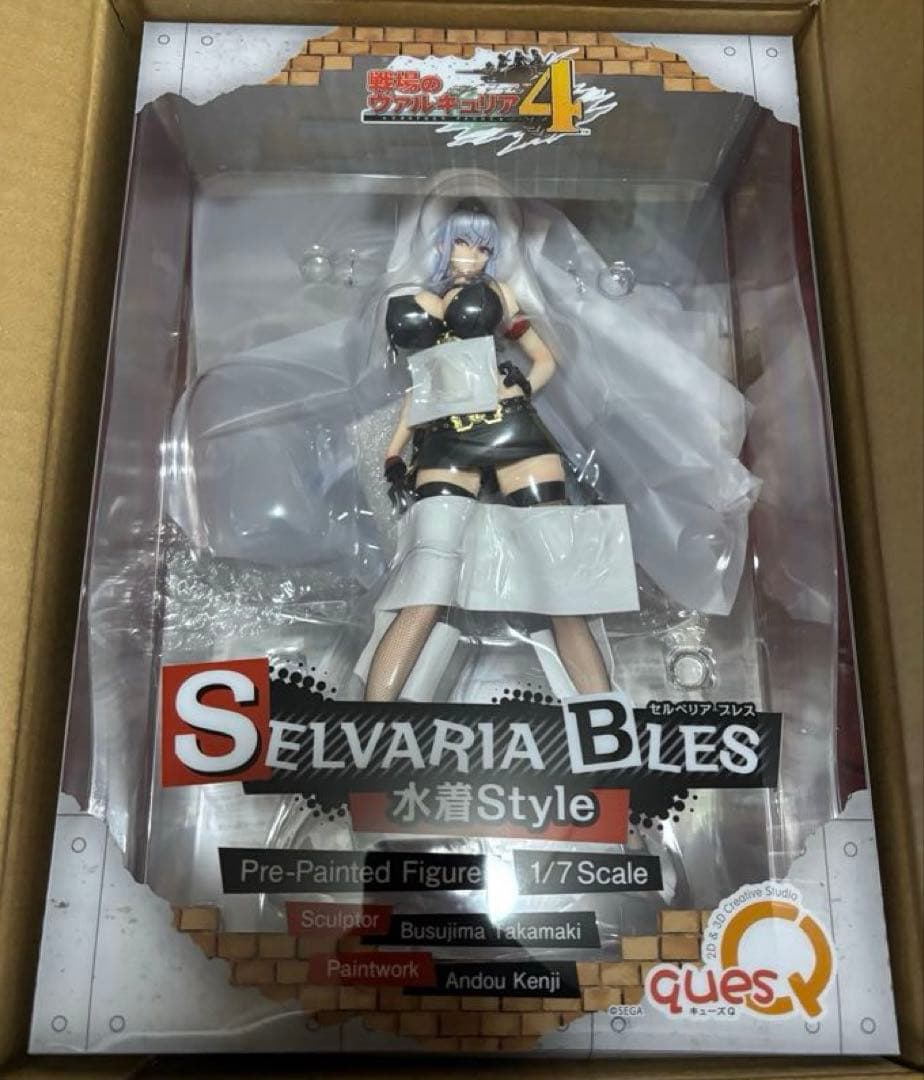 戦場の
ヴァルキュリア4
SELVARIA BLES
セルベリア・ブレス
水着Style
Pre-Painted Figure 1/7 Scale
Sculptor Busujima Takamaki
Paintwork Andou Kenji
2D & 3D Creative Studio
quesQ
キューズQ
©SEGA